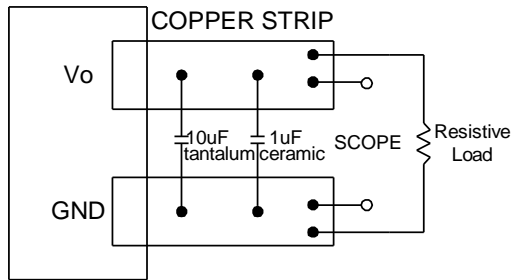 COPPER STRIP
Vo
10uF 1uF
tantalum ceramic
SCOPE
Resistive
Load
GND